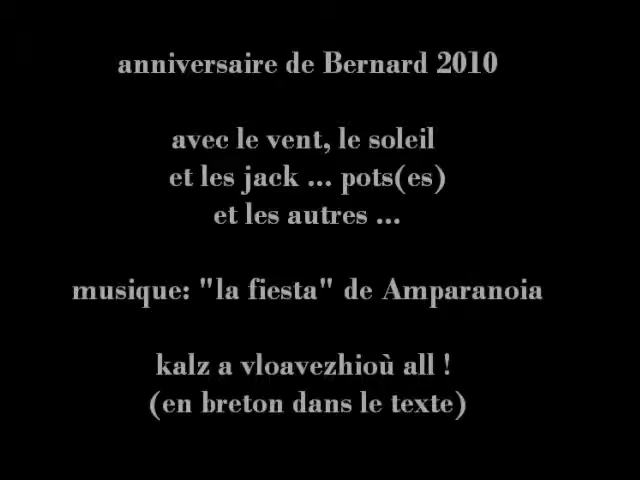 anniversaire de Bernard 2010
avec le vent, le soleil
et les jack ... pots(es)
et les autres ...
musique: "la fiesta" de Amparanoia
kalz a vloavezhioù all !
(en breton dans le texte)